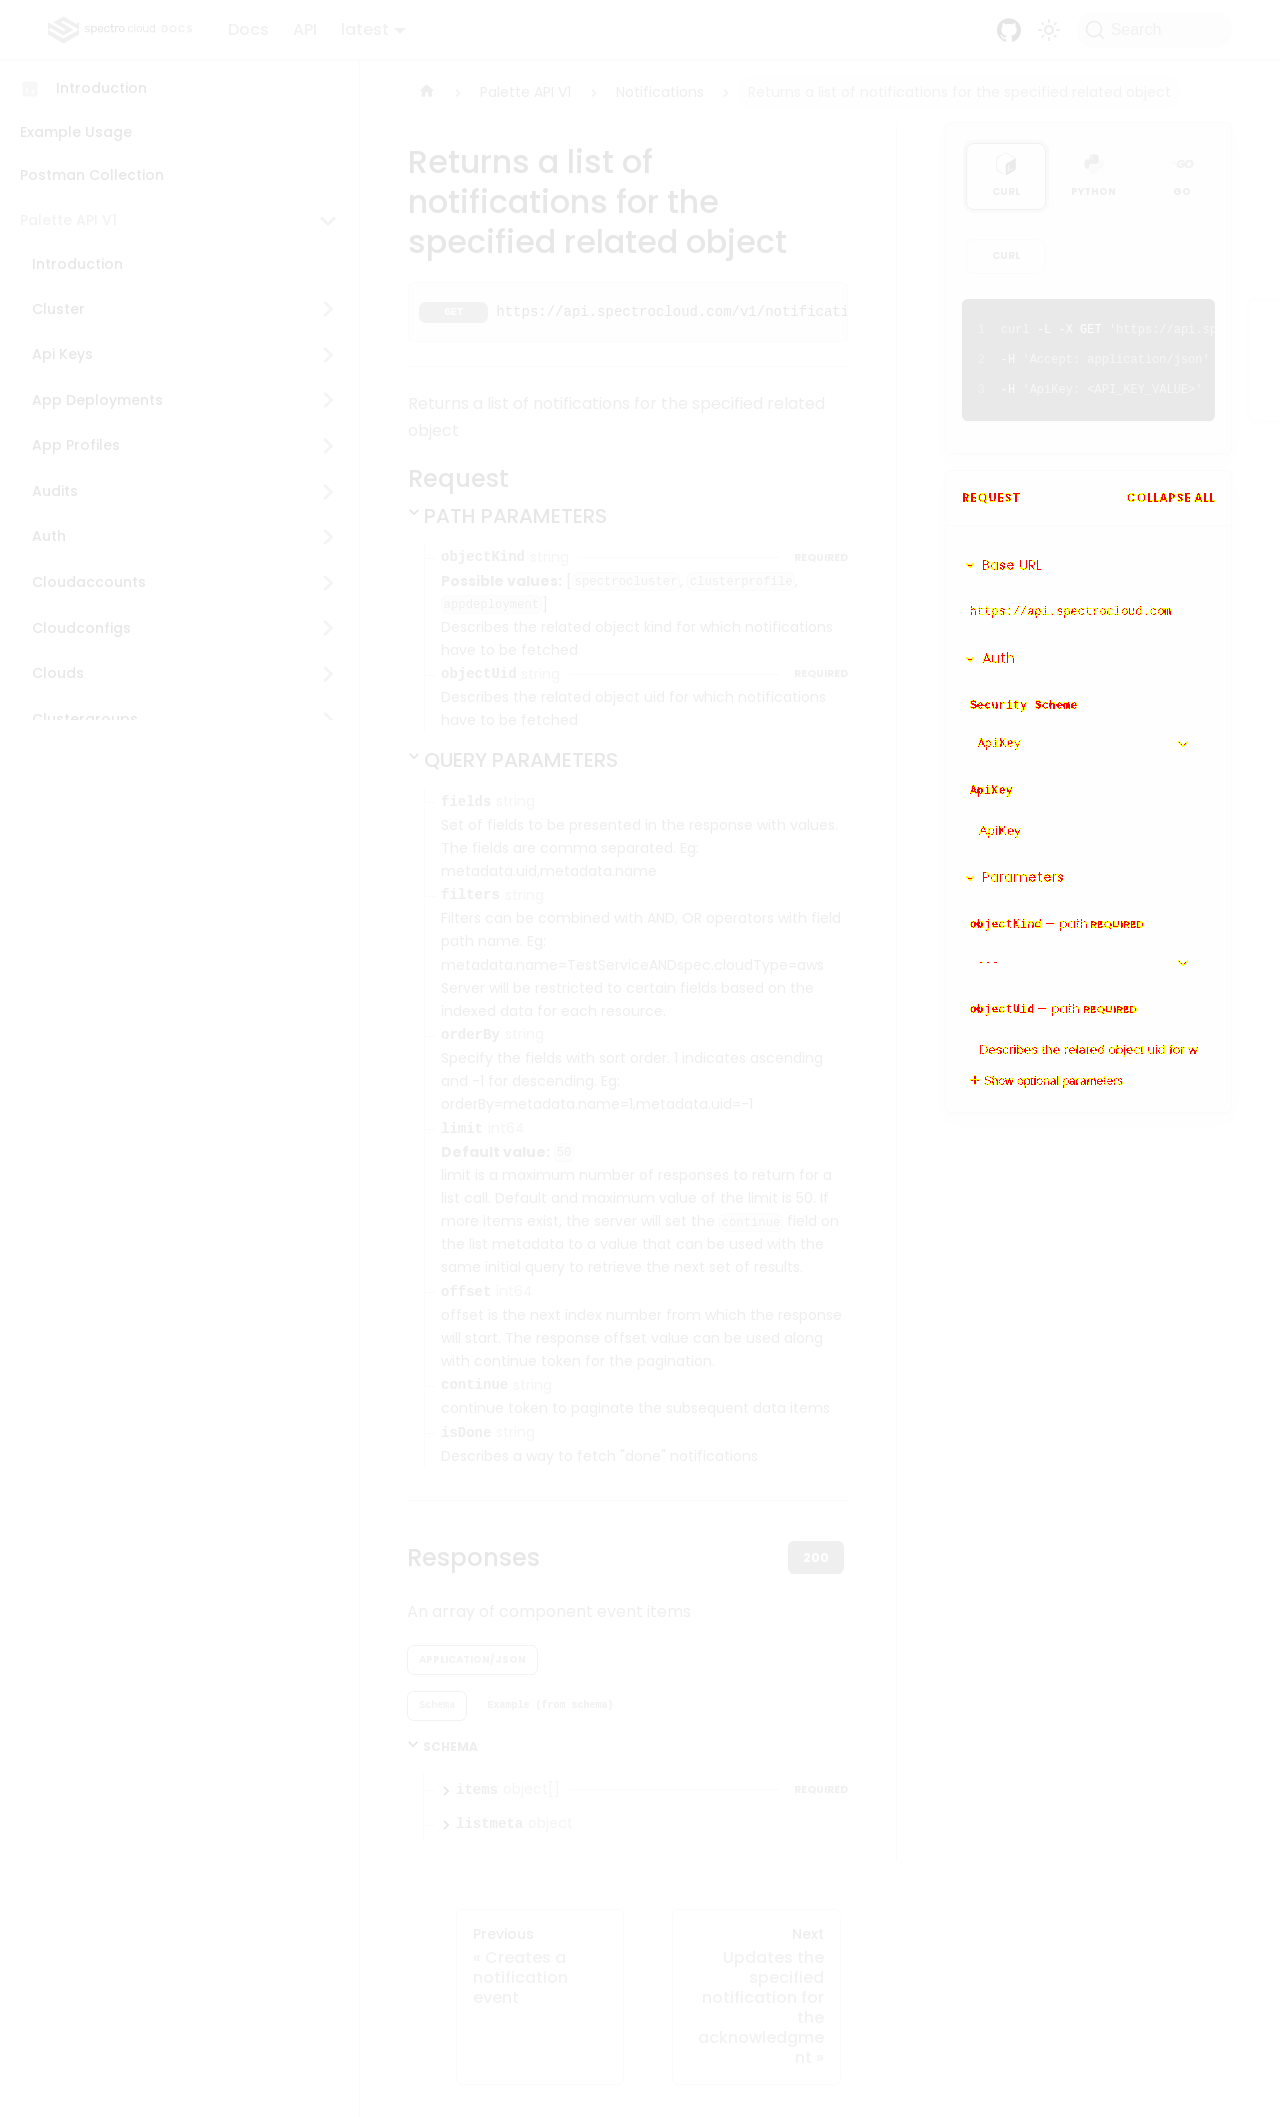 spectro cloud DOCS Docs API latest Search
Introduction
Example Usage
Postman Collection
Palette API V1
Introduction
Cluster
Api Keys
App Deployments
App Profiles
Audits
Auth
Cloudaccounts
Cloudconfigs
Clouds
Clustergroups
Palette API V1 › Notifications › Returns a list of notifications for the specified related object
Returns a list of
notifications for the
specified related object
GET https://api.spectrocloud.com/v1/notificati
Returns a list of notifications for the specified related
object
Request
PATH PARAMETERS
objectKind string REQUIRED
Possible values: [spectrocluster, clusterprofile,
appdeployment]
Describes the related object kind for which notifications
have to be fetched
objectUid string REQUIRED
Describes the related object uid for which notifications
have to be fetched
QUERY PARAMETERS
fields string
Set of fields to be presented in the response with values.
The fields are comma separated. Eg:
metadata.uid,metadata.name
filters string
Filters can be combined with AND, OR operators with field
path name. Eg:
metadata.name=TestServiceANDspec.cloudType=aws
Server will be restricted to certain fields based on the
indexed data for each resource.
orderBy string
Specify the fields with sort order. 1 indicates ascending
and -1 for descending. Eg:
orderBy=metadata.name=1,metadata.uid=-1
limit int64
Default value: 50
limit is a maximum number of responses to return for a
list call. Default and maximum value of the limit is 50. If
more items exist, the server will set the continue field on
the list metadata to a value that can be used with the
same initial query to retrieve the next set of results.
offset int64
offset is the next index number from which the response
will start. The response offset value can be used along
with continue token for the pagination.
continue string
continue token to paginate the subsequent data items
isDone string
Describes a way to fetch "done" notifications
Responses
200
An array of component event items
APPLICATION/JSON
Schema Example (from schema)
SCHEMA
items object[] REQUIRED
listmeta object
Previous
« Creates a
notification
event
Next
Updates the
specified
notification for
the
acknowledgme
nt »
CURL PYTHON GO
CURL
1 curl -L -X GET 'https://api.sp
2 -H 'Accept: application/json'
3 -H 'ApiKey: <API_KEY_VALUE>'
REQUEST COLLAPSE ALL
Base URL
https://api.spectrocloud.com
Auth
Security Scheme
ApiKey
ApiKey
ApiKey
Parameters
objectKind — path REQUIRED
---
objectUid — path REQUIRED
Describes the related object uid for w
Show optional parameters